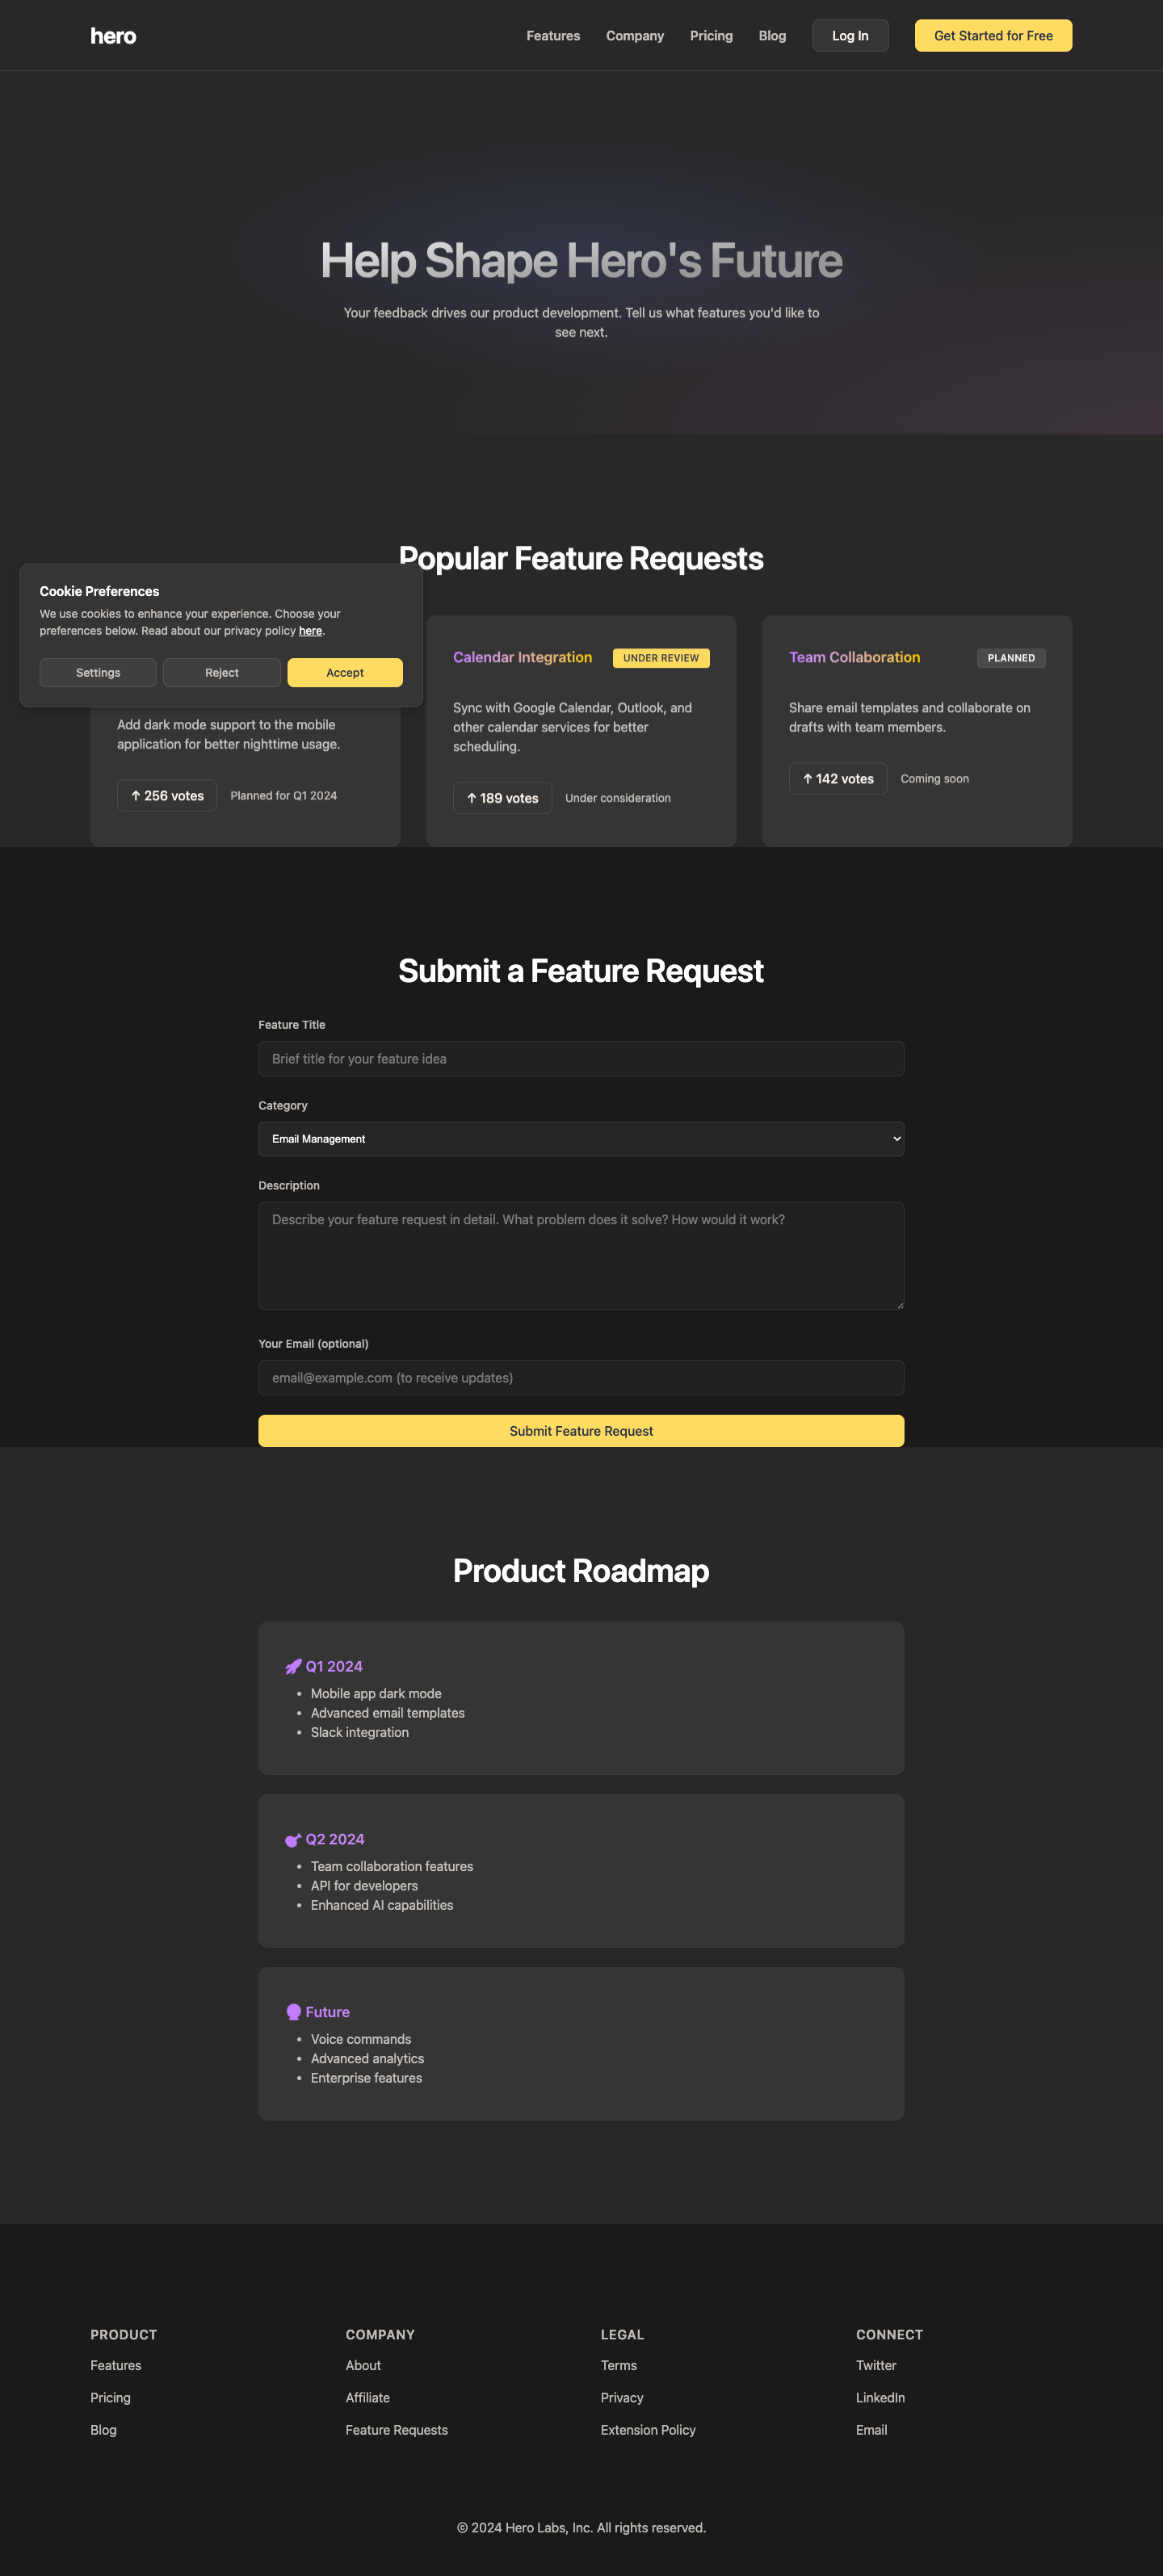 hero
Features
Company
Pricing
Blog
Log In
Get Started for Free
Help Shape Hero's Future
Your feedback drives our product development. Tell us what features you'd like to
see next.
Popular Feature Requests
Cookie Preferences
We use cookies to enhance your experience. Choose your
preferences below. Read about our privacy policy here.
Settings
Reject
Accept
Add dark mode support to the mobile
application for better nighttime usage.
↑ 256 votes
Planned for Q1 2024
Calendar Integration
UNDER REVIEW
Sync with Google Calendar, Outlook, and
other calendar services for better
scheduling.
↑ 189 votes
Under consideration
Team Collaboration
PLANNED
Share email templates and collaborate on
drafts with team members.
↑ 142 votes
Coming soon
Submit a Feature Request
Feature Title
Brief title for your feature idea
Category
Email Management
Description
Describe your feature request in detail. What problem does it solve? How would it work?
Your Email (optional)
email@example.com (to receive updates)
Submit Feature Request
Product Roadmap
Q1 2024
• Mobile app dark mode
• Advanced email templates
• Slack integration
Q2 2024
• Team collaboration features
• API for developers
• Enhanced AI capabilities
Future
• Voice commands
• Advanced analytics
• Enterprise features
PRODUCT
Features
Pricing
Blog
COMPANY
About
Affiliate
Feature Requests
LEGAL
Terms
Privacy
Extension Policy
CONNECT
Twitter
LinkedIn
Email
© 2024 Hero Labs, Inc. All rights reserved.